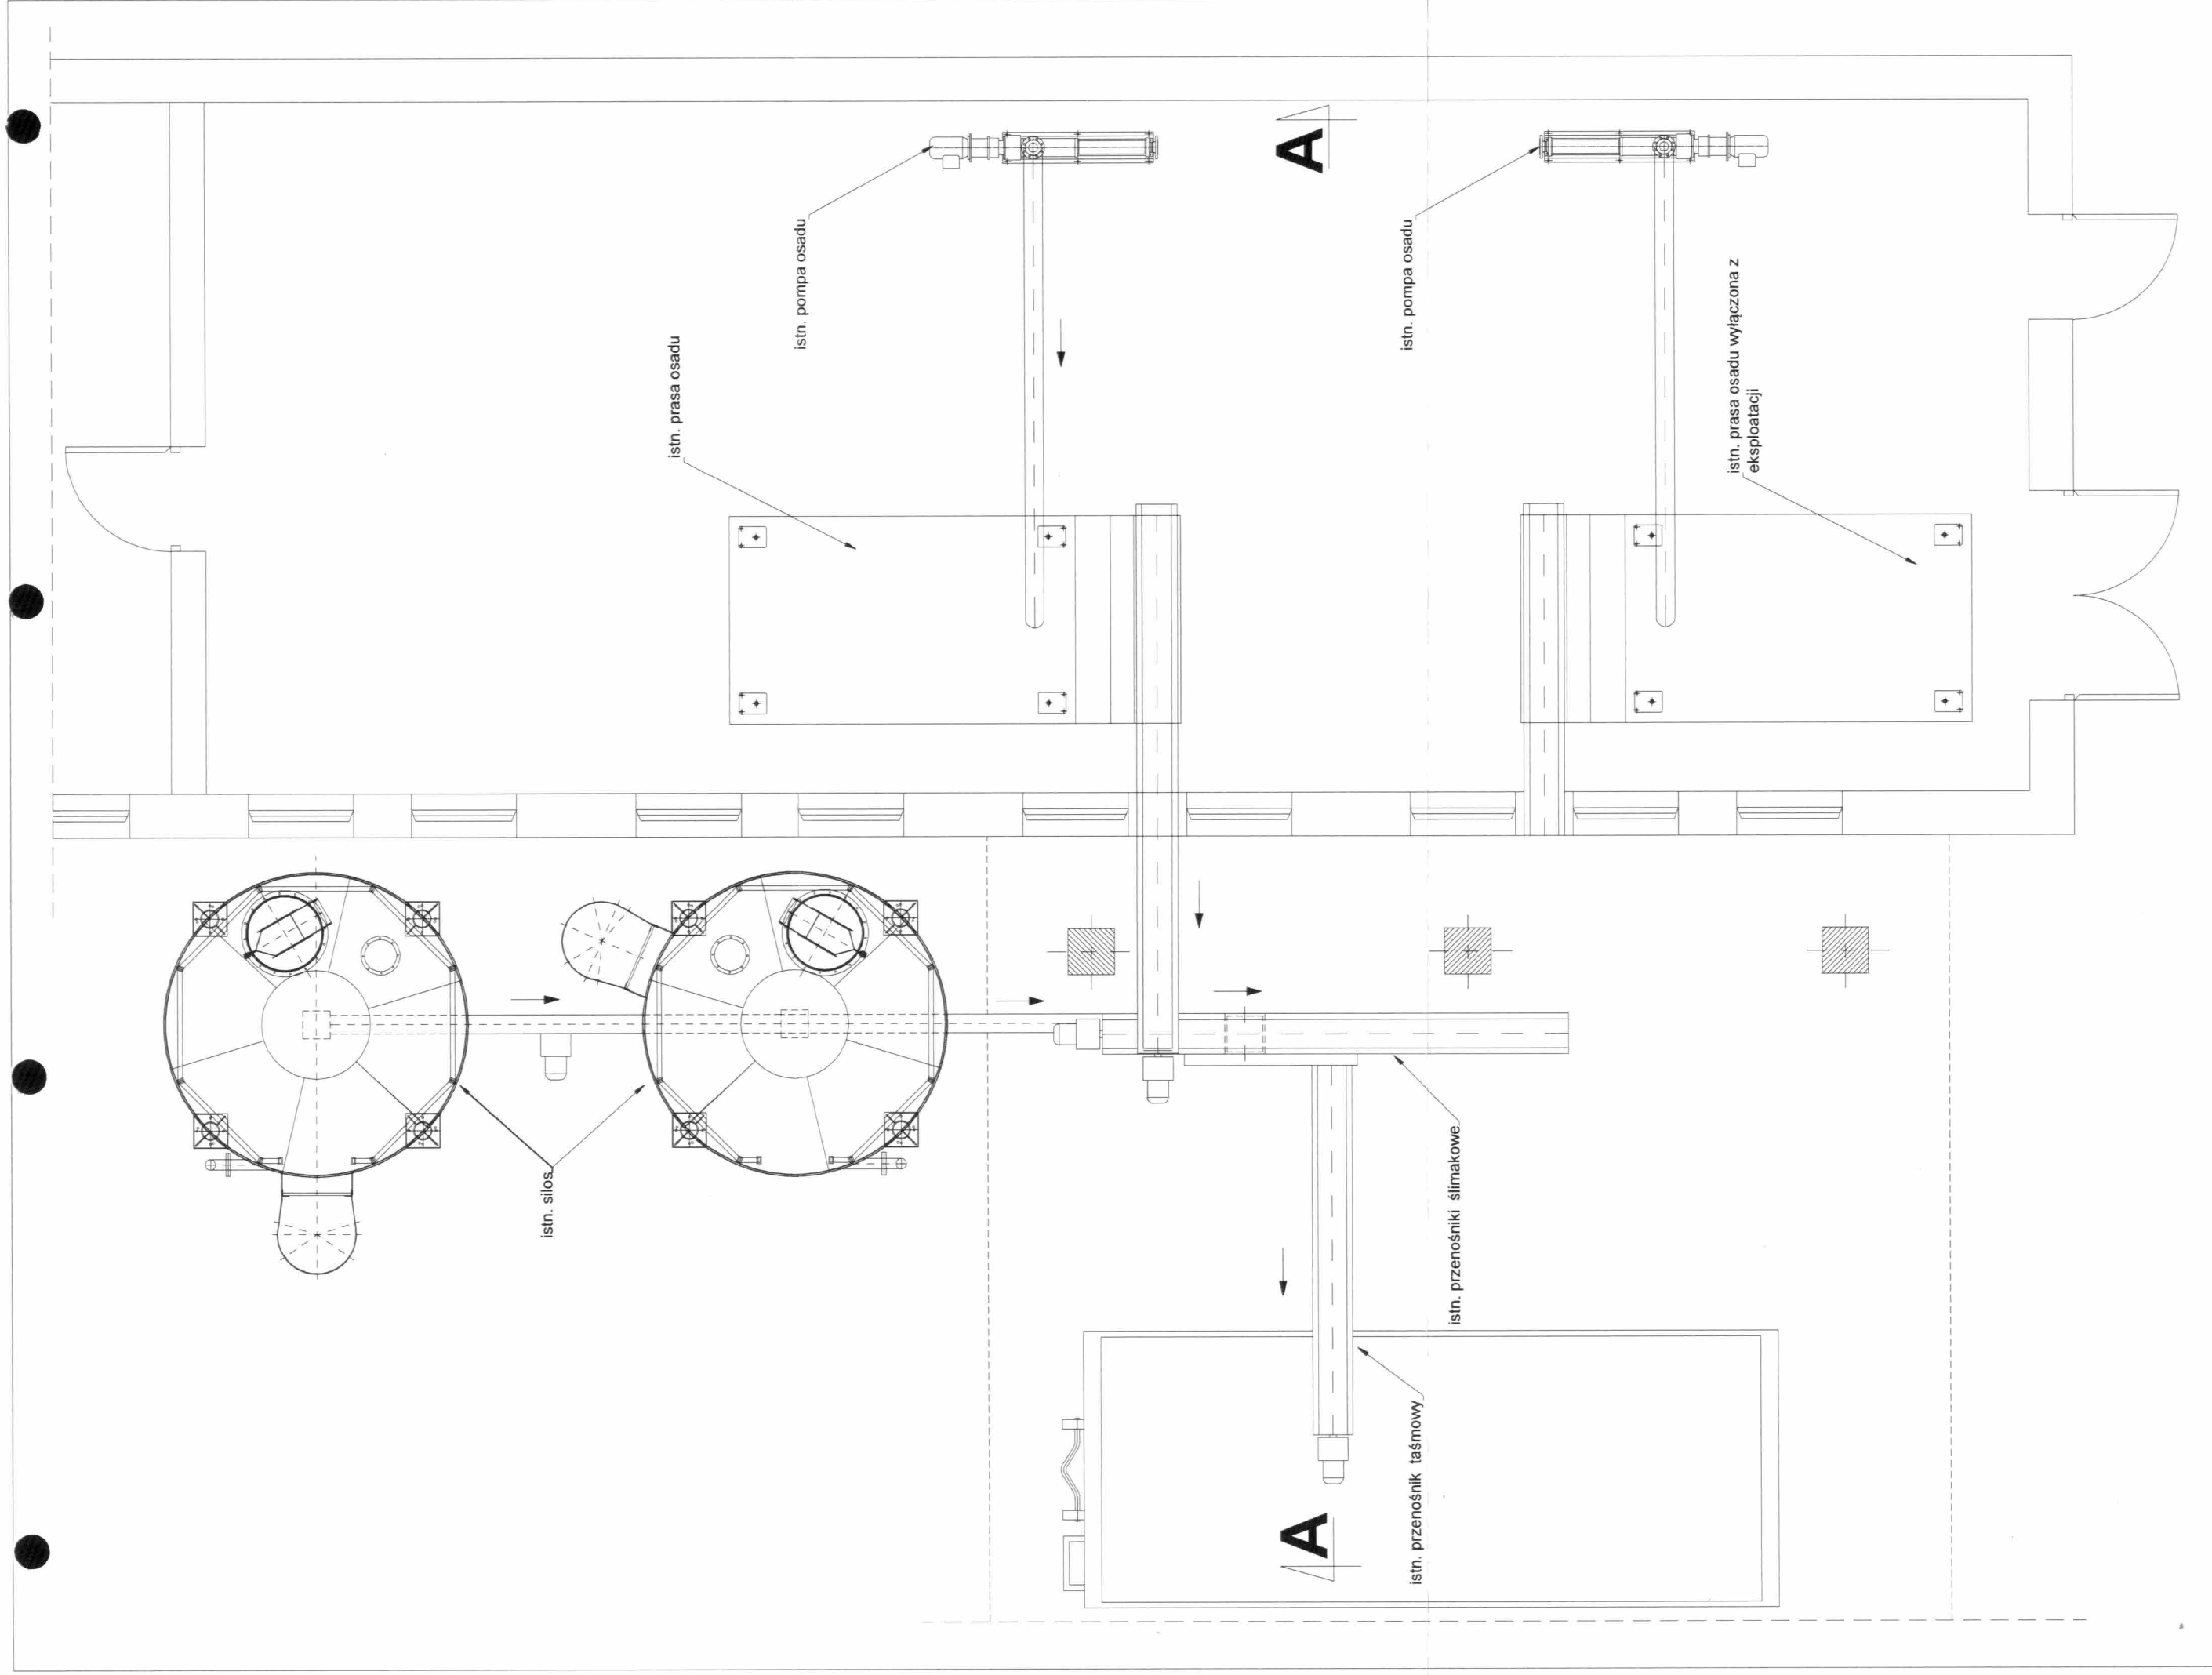 istn. pompa osadu
istn. prasa osadu
A
istn. pompa osadu
istn. prasa osadu wyłączona z
eksploatacji
istn. silos
istn. przenośniki ślimakowe
istn. przenośnik taśmowy
A